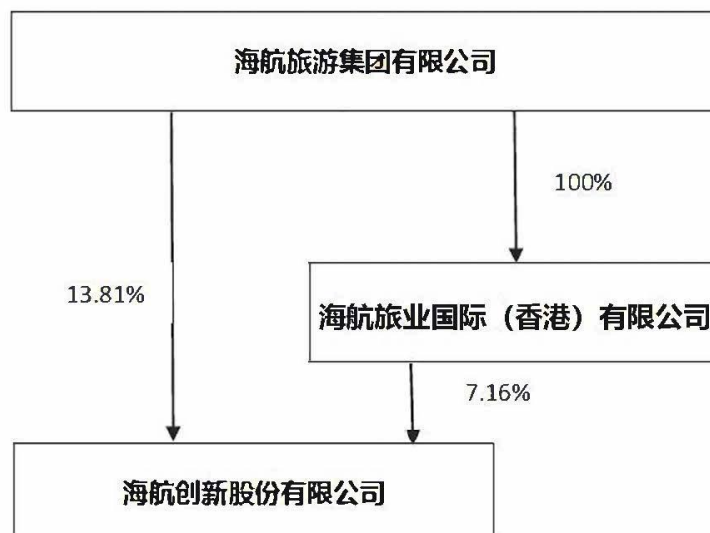 海航旅游集团有限公司
100%
13.81%
海航旅业国际（香港）有限公司
7.16%
海航创新股份有限公司